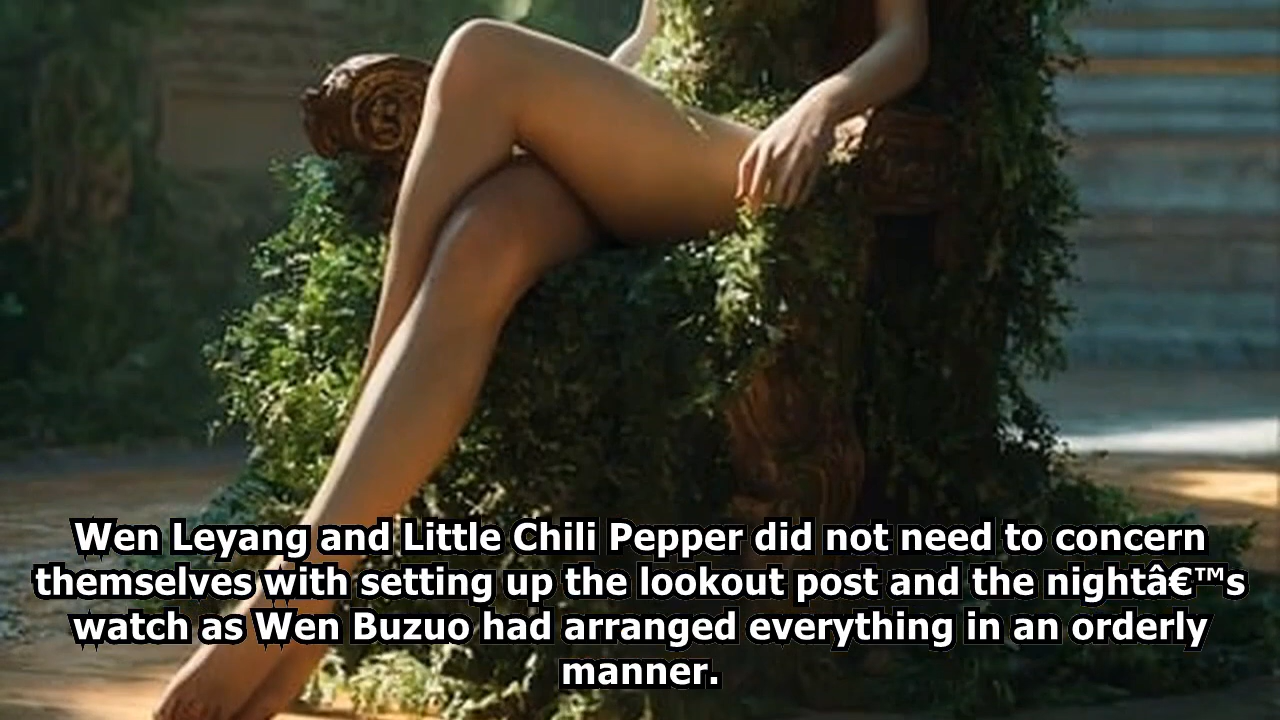 Wen Leyang and Little Chili Pepper did not need to concern
themselves with setting up the lookout post and the nightâ€™s
watch as Wen Buzuo had arranged everything in an orderly
manner.